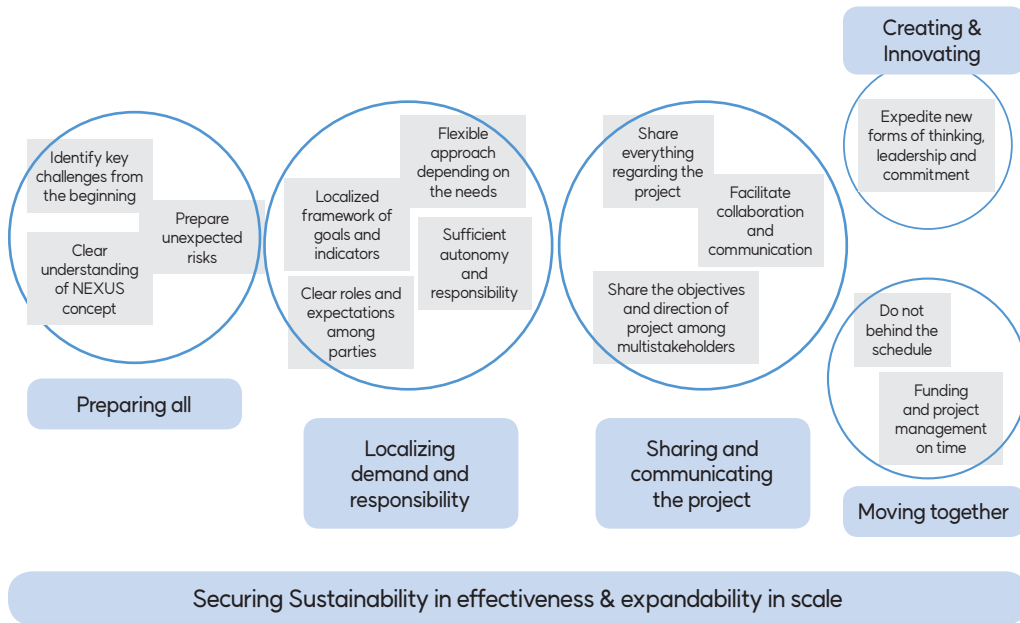 Identify key
challenges from
the beginning
Prepare
unexpected
risks
Clear
understanding
of NEXUS
concept
Preparing all
Flexible
approach
depending on
the needs
Localized
framework of
goals and
indicators
Sufficient
autonomy
and
responsibility
Clear roles and
expectations
among
parties
Localizing
demand and
responsibility
Share
everything
regarding the
project
Facilitate
collaboration
and
communication
Share the objectives
and direction of
project among
multistakeholders
Sharing and
communicating
the project
Creating &
Innovating
Expedite new
forms of thinking,
leadership and
commitment
Do not
behind the
schedule
Funding
and project
management
on time
Moving together
Securing Sustainability in effectiveness & expandability in scale